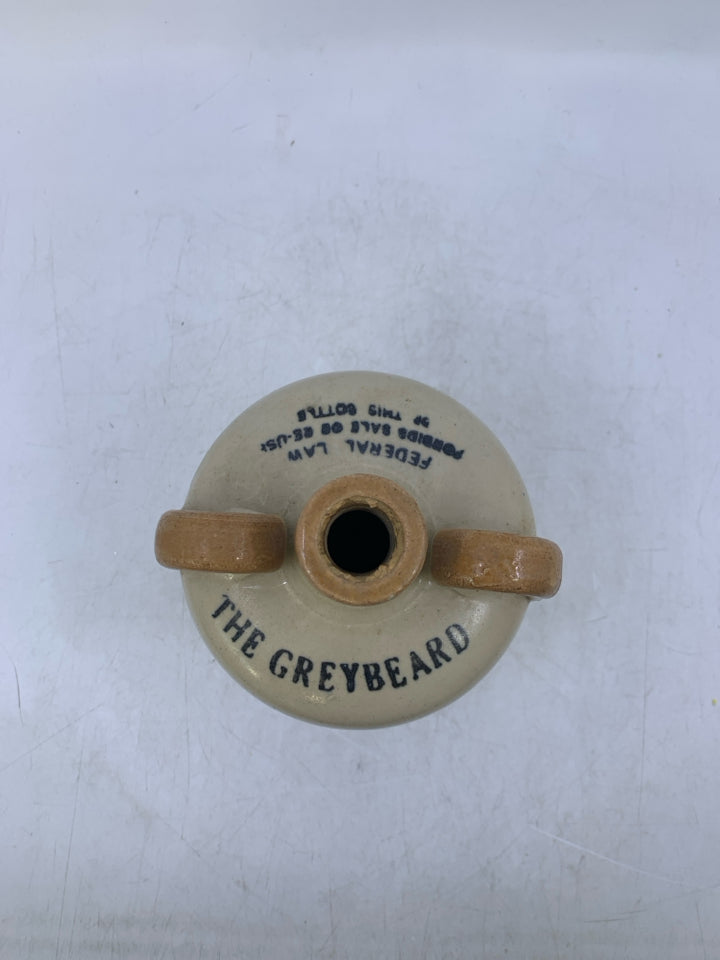 THE GREYBEARD
FEDERAL LAW
FORBIDS SALE OR RE-USE
OF THIS BOTTLE